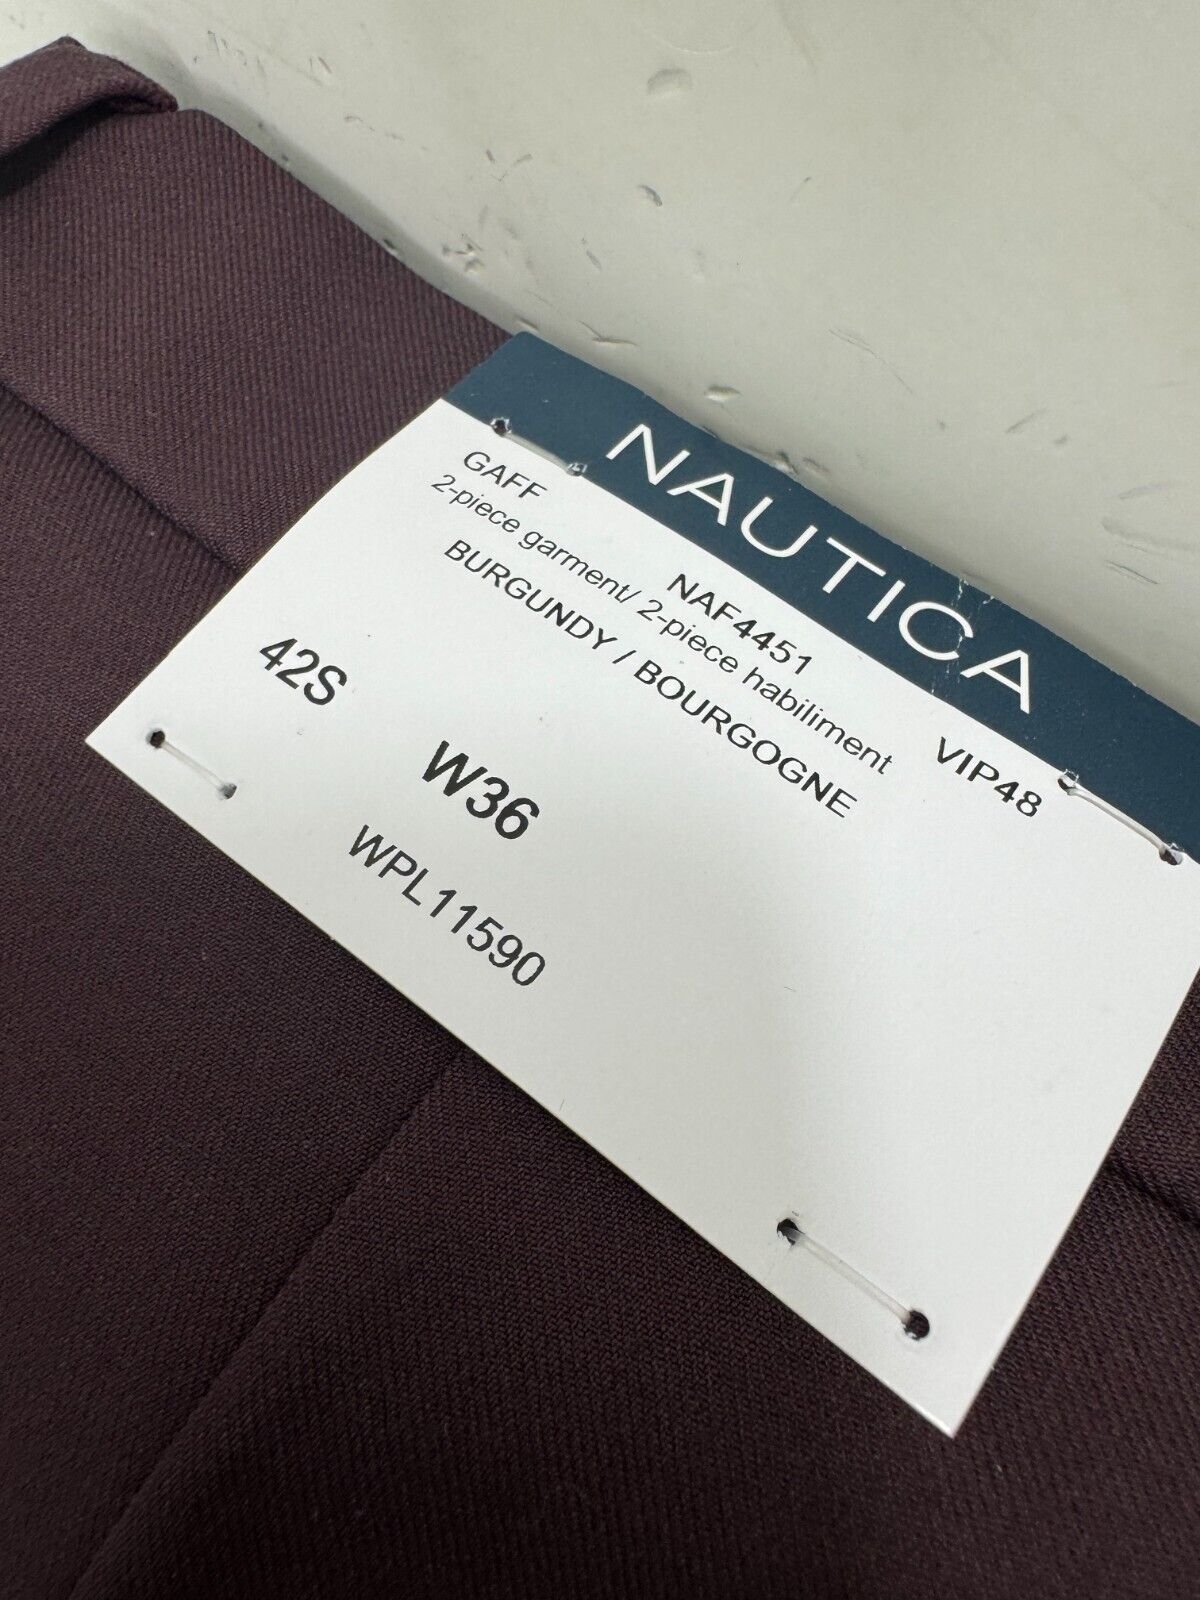 NAUTICA
GAFF NAF4451 VIP48
2-piece garment/ 2-piece habiliment
BURGUNDY / BOURGOGNE
42S W36
WPL11590